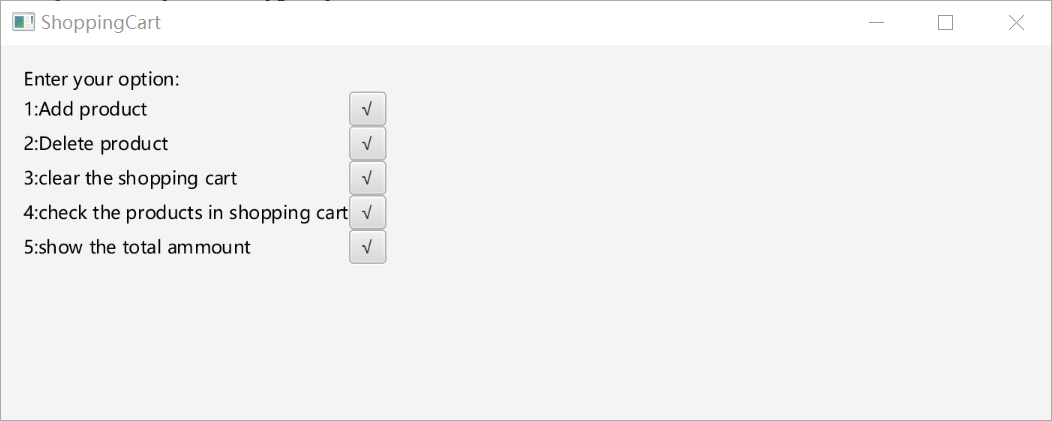 ShoppingCart
Enter your option:
1:Add product √
2:Delete product √
3:clear the shopping cart √
4:check the products in shopping cart √
5:show the total ammount √